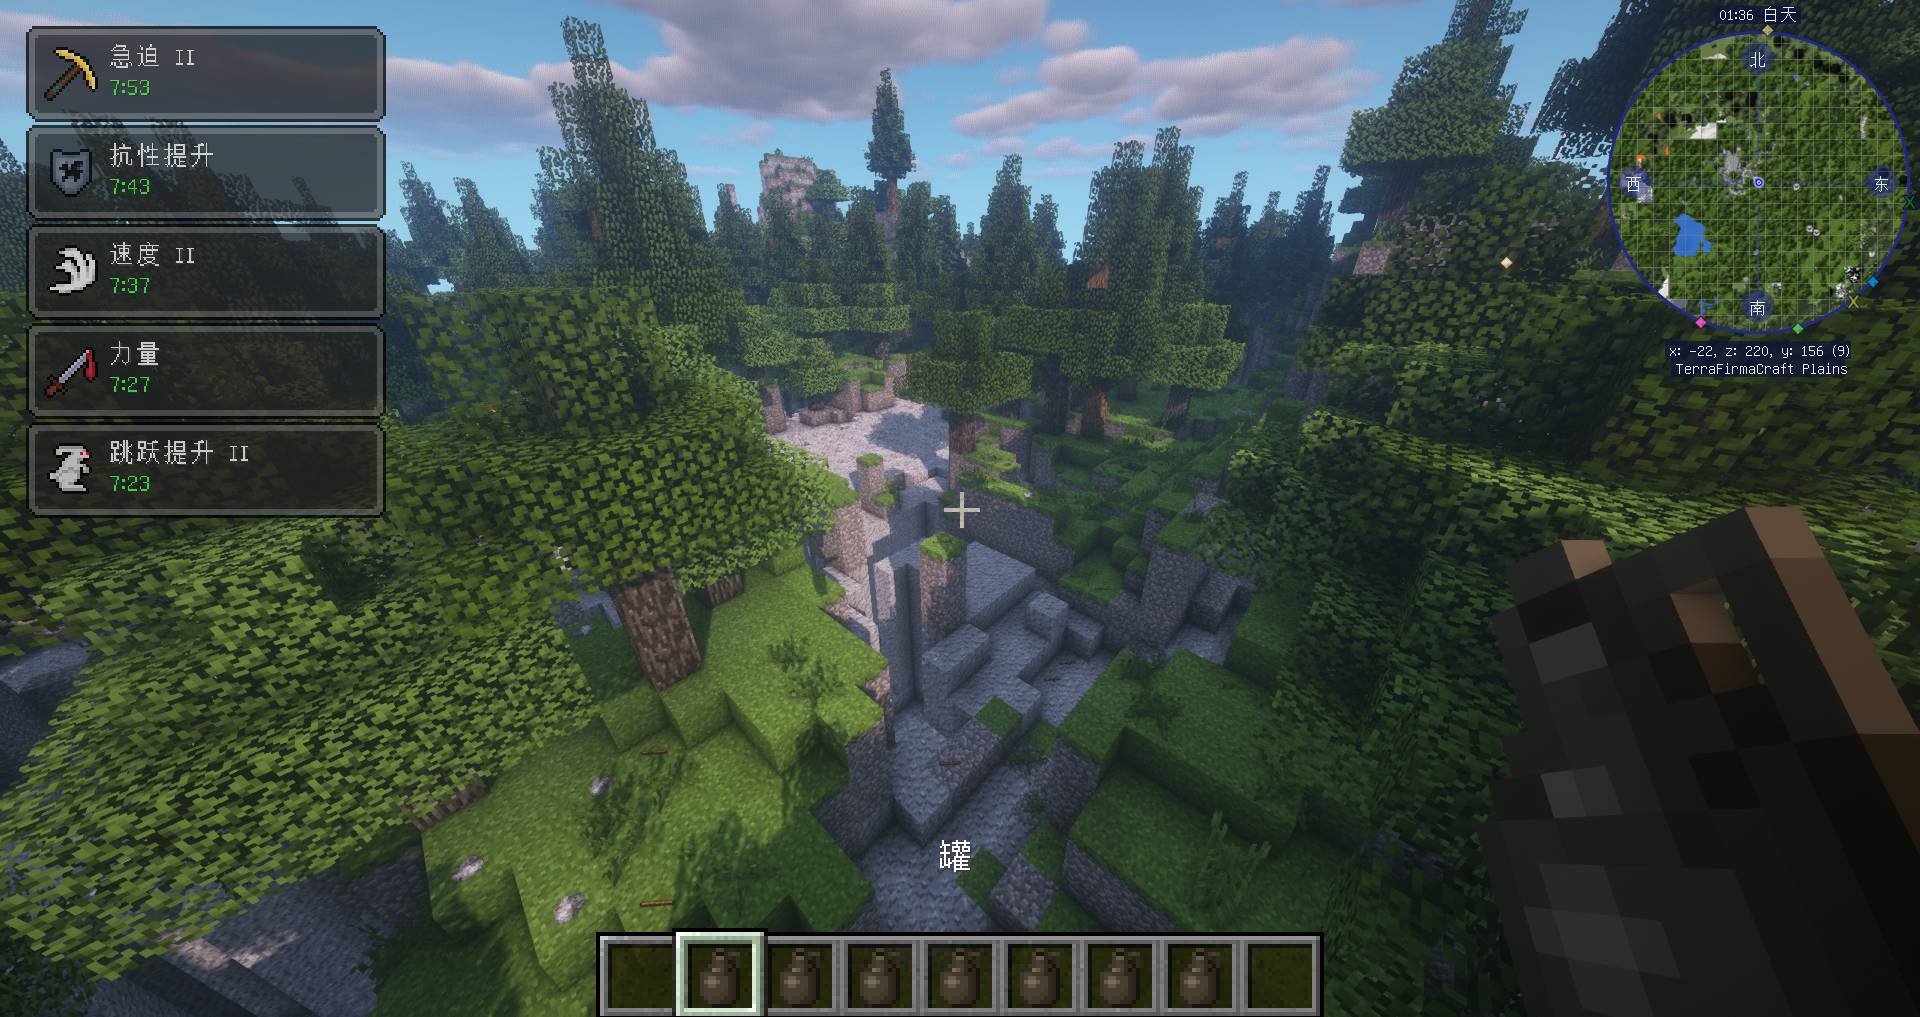 急迫 II
7:53
抗性提升
7:43
速度 II
7:37
力量
7:27
跳跃提升 II
7:23
01:36 白天
北
西
东
南
x: -22, z: 220, y: 156 (9)
TerraFirmaCraft Plains
罐